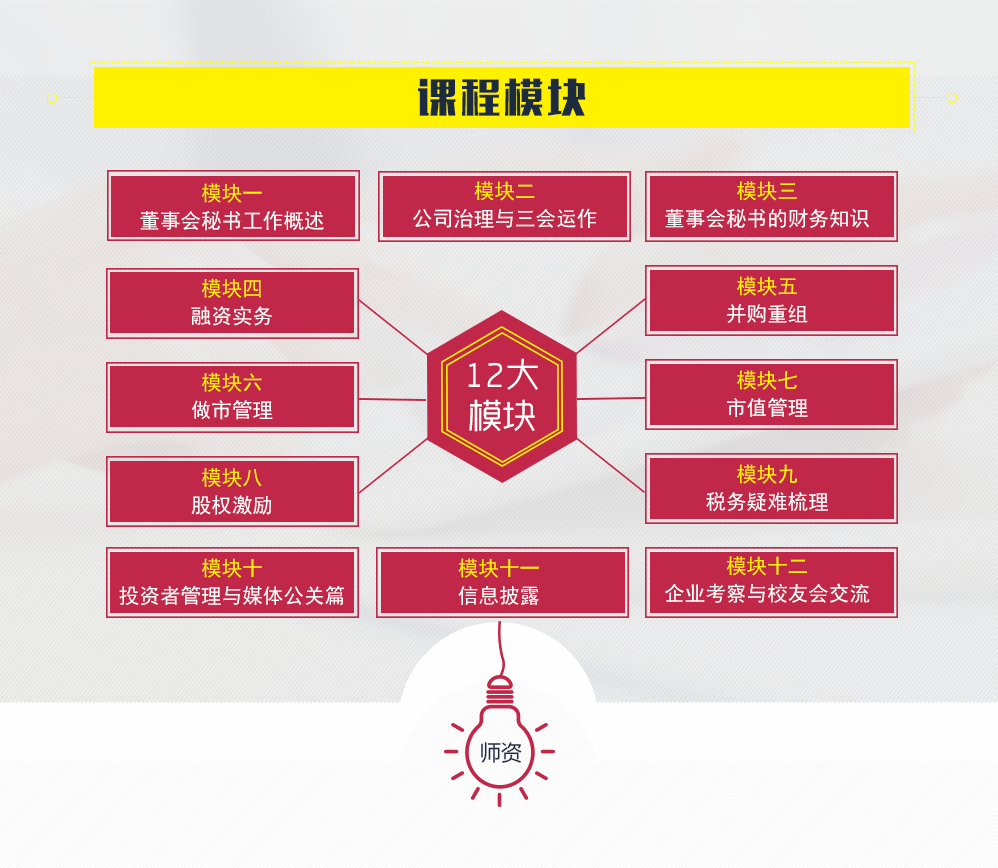 课程模块
模块一
董事会秘书工作概述
模块二
公司治理与三会运作
模块三
董事会秘书的财务知识
模块四
融资实务
模块五
并购重组
12大
模块
模块六
做市管理
模块七
市值管理
模块八
股权激励
模块九
税务疑难梳理
模块十
投资者管理与媒体公关篇
模块十一
信息披露
模块十二
企业考察与校友会交流
师资